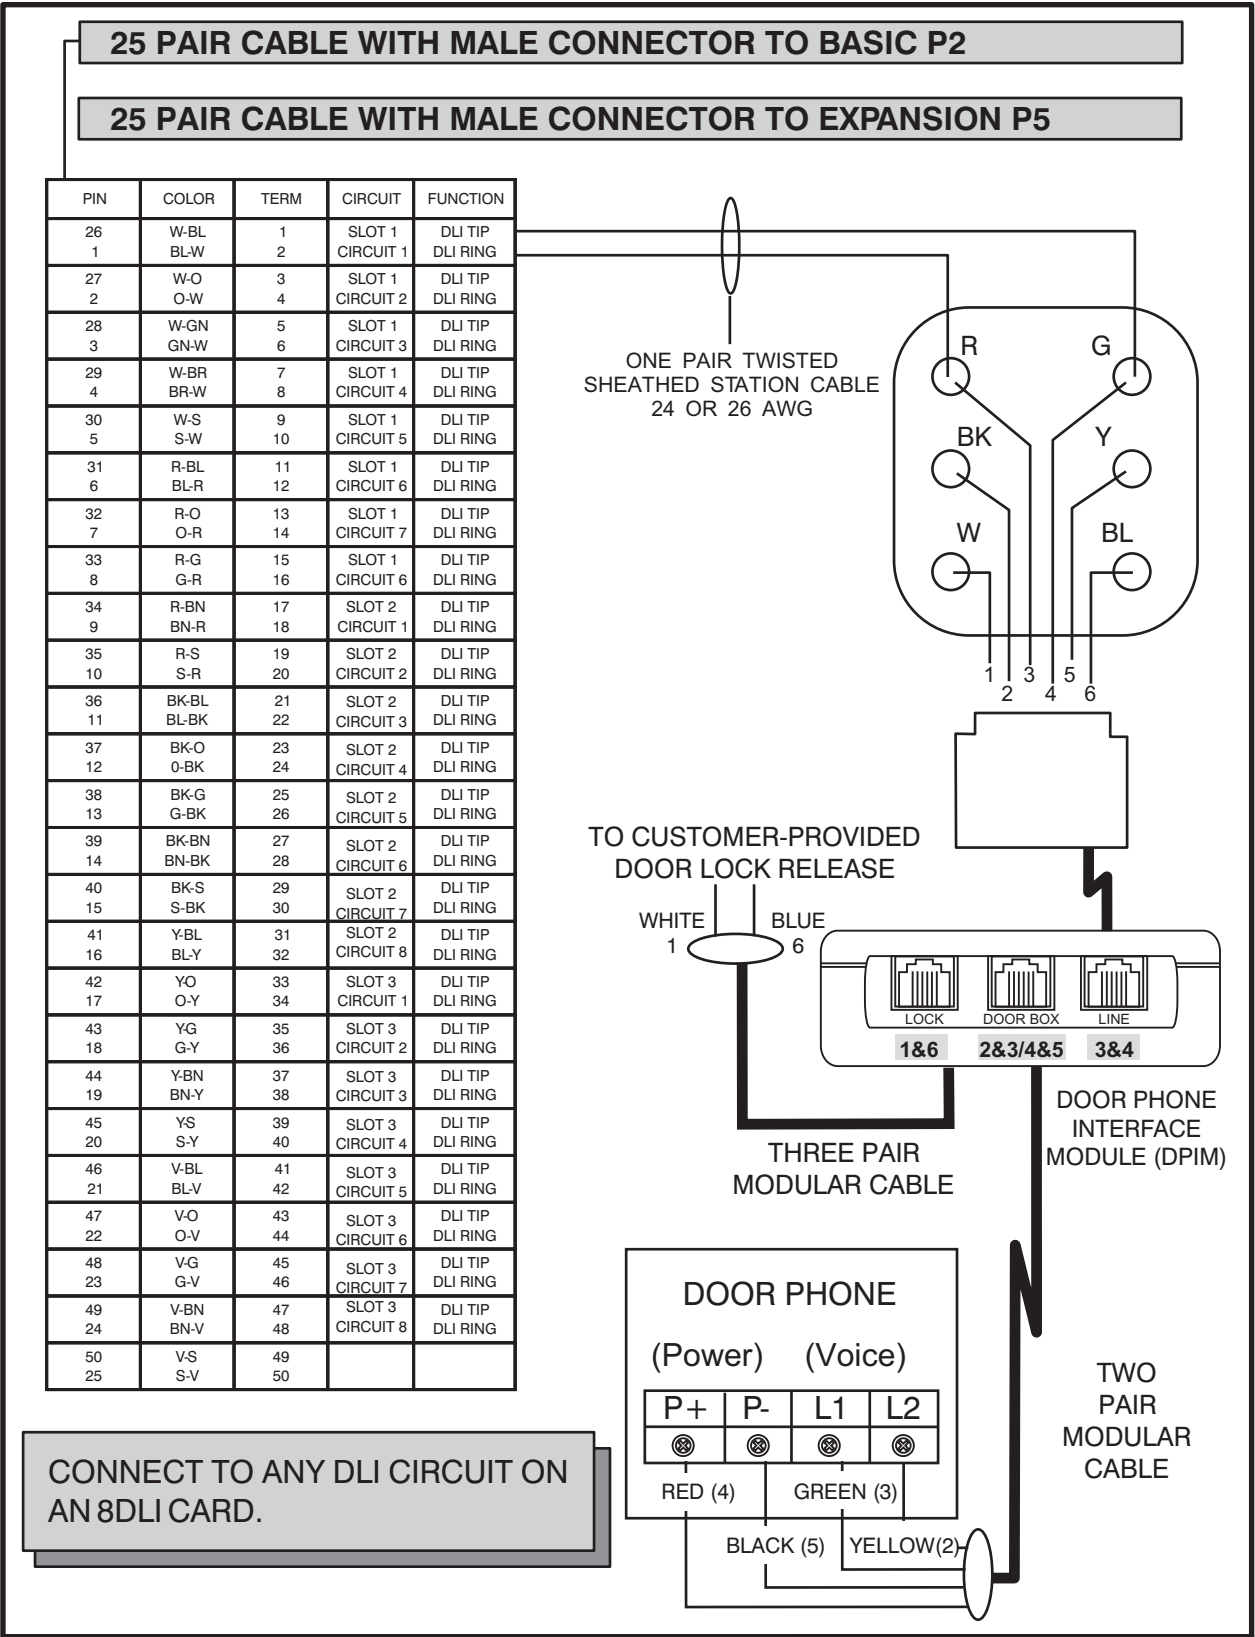 25 PAIR CABLE WITH MALE CONNECTOR TO BASIC P2
25 PAIR CABLE WITH MALE CONNECTOR TO EXPANSION P5
PIN COLOR TERM CIRCUIT FUNCTION
26 W-BL 1 SLOT 1 DLI TIP
1 BL-W 2 CIRCUIT 1 DLI RING
27 W-O 3 SLOT 1 DLI TIP
2 O-W 4 CIRCUIT 2 DLI RING
28 W-GN 5 SLOT 1 DLI TIP
3 GN-W 6 CIRCUIT 3 DLI RING
29 W-BR 7 SLOT 1 DLI TIP
4 BR-W 8 CIRCUIT 4 DLI RING
30 W-S 9 SLOT 1 DLI TIP
5 S-W 10 CIRCUIT 5 DLI RING
31 R-BL 11 SLOT 1 DLI TIP
6 BL-R 12 CIRCUIT 6 DLI RING
32 R-O 13 SLOT 1 DLI TIP
7 O-R 14 CIRCUIT 7 DLI RING
33 R-G 15 SLOT 1 DLI TIP
8 G-R 16 CIRCUIT 6 DLI RING
34 R-BN 17 SLOT 2 DLI TIP
9 BN-R 18 CIRCUIT 1 DLI RING
35 R-S 19 SLOT 2 DLI TIP
10 S-R 20 CIRCUIT 2 DLI RING
36 BK-BL 21 SLOT 2 DLI TIP
11 BL-BK 22 CIRCUIT 3 DLI RING
37 BK-O 23 SLOT 2 DLI TIP
12 0-BK 24 CIRCUIT 4 DLI RING
38 BK-G 25 SLOT 2 DLI TIP
13 G-BK 26 CIRCUIT 5 DLI RING
39 BK-BN 27 SLOT 2 DLI TIP
14 BN-BK 28 CIRCUIT 6 DLI RING
40 BK-S 29 SLOT 2 DLI TIP
15 S-BK 30 CIRCUIT 7 DLI RING
41 Y-BL 31 SLOT 2 DLI TIP
16 BL-Y 32 CIRCUIT 8 DLI RING
42 Y-O 33 SLOT 3 DLI TIP
17 O-Y 34 CIRCUIT 1 DLI RING
43 Y-G 35 SLOT 3 DLI TIP
18 G-Y 36 CIRCUIT 2 DLI RING
44 Y-BN 37 SLOT 3 DLI TIP
19 BN-Y 38 CIRCUIT 3 DLI RING
45 Y-S 39 SLOT 3 DLI TIP
20 S-Y 40 CIRCUIT 4 DLI RING
46 V-BL 41 SLOT 3 DLI TIP
21 BL-V 42 CIRCUIT 5 DLI RING
47 V-O 43 SLOT 3 DLI TIP
22 O-V 44 CIRCUIT 6 DLI RING
48 V-G 45 SLOT 3 DLI TIP
23 G-V 46 CIRCUIT 7 DLI RING
49 V-BN 47 SLOT 3 DLI TIP
24 BN-V 48 CIRCUIT 8 DLI RING
50 V-S 49
25 S-V 50
CONNECT TO ANY DLI CIRCUIT ON
AN 8DLI CARD.
ONE PAIR TWISTED
SHEATHED STATION CABLE
24 OR 26 AWG
R G
BK Y
W BL
1 2 3 4 5 6
TO CUSTOMER-PROVIDED
DOOR LOCK RELEASE
WHITE BLUE
1 6
LOCK DOOR BOX LINE
1&6 2&3/4&5 3&4
DOOR PHONE
INTERFACE
MODULE (DPIM)
THREE PAIR
MODULAR CABLE
DOOR PHONE
(Power) (Voice)
P+ P- L1 L2
RED (4) GREEN (3)
BLACK (5) YELLOW(2)
TWO
PAIR
MODULAR
CABLE